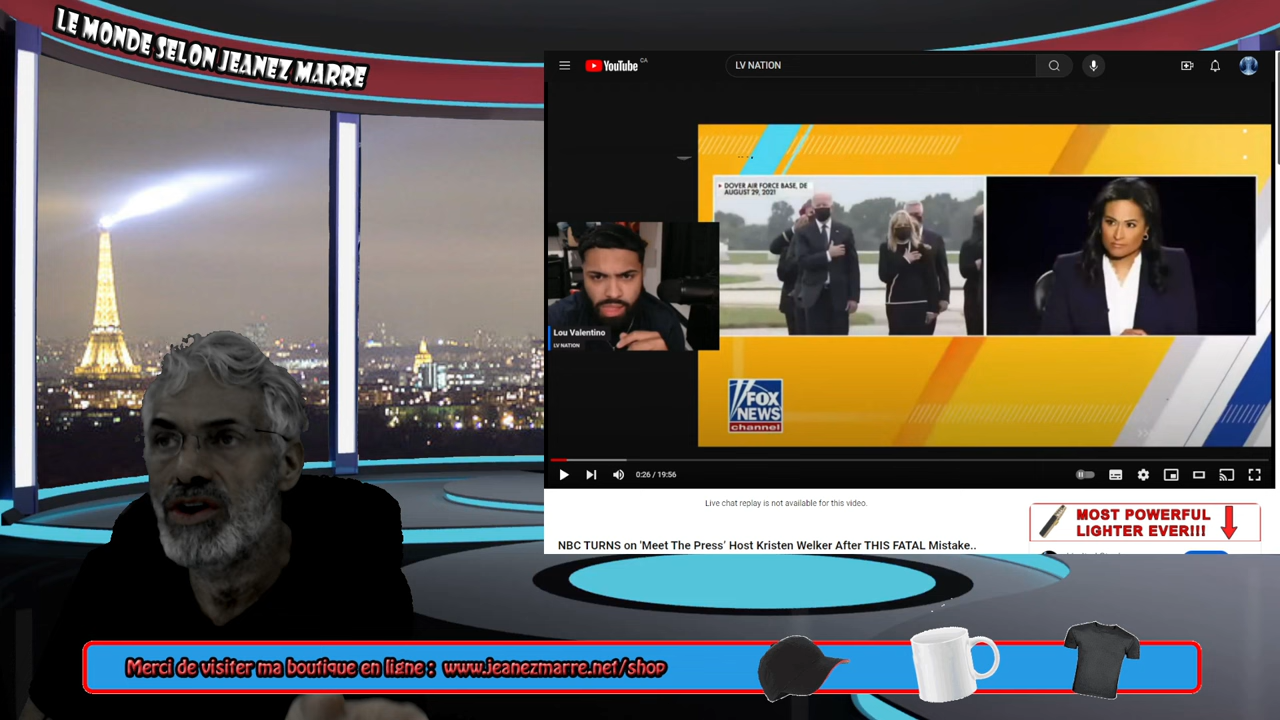 LE MONDE SELON JEANEZ MARRE
YouTube CA
LV NATION
DOVER AIR FORCE BASE, DE
AUGUST 29, 2021
Lou Valentino
LV NATION
FOX
NEWS
channel
0:26 / 19:56
Live chat replay is not available for this video.
MOST POWERFUL
LIGHTER EVER!!!
NBC TURNS on 'Meet The Press' Host Kristen Welker After THIS FATAL Mistake..
Merci de visiter ma boutique en ligne : www.jeanezmarre.net/shop